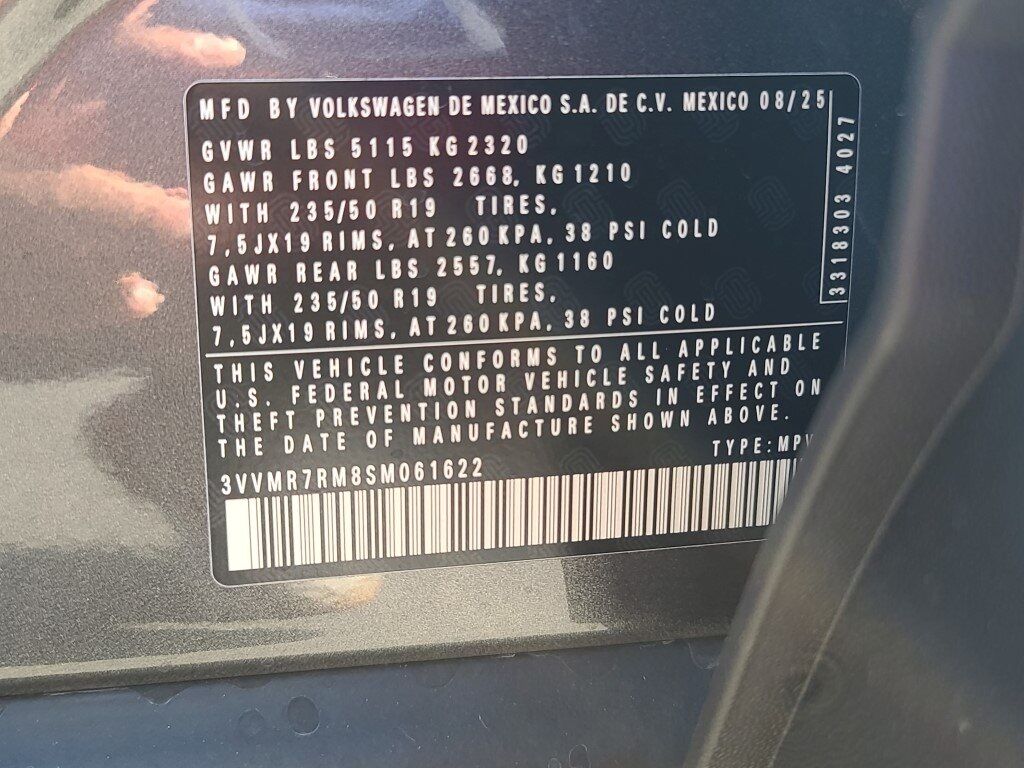 MFD BY VOLKSWAGEN DE MEXICO S.A. DE C.V. MEXICO 08/25
GVWR LBS 5115 KG 2320
GAWR FRONT LBS 2668, KG 1210
WITH 235/50 R19 TIRES,
7,5JX19 RIMS, AT 260 KPA, 38 PSI COLD
GAWR REAR LBS 2557, KG 1160
WITH 235/50 R19 TIRES,
7,5JX19 RIMS, AT 260 KPA, 38 PSI COLD
3318303 4027
THIS VEHICLE CONFORMS TO ALL APPLICABLE
U.S. FEDERAL MOTOR VEHICLE SAFETY AND
THEFT PREVENTION STANDARDS IN EFFECT ON
THE DATE OF MANUFACTURE SHOWN ABOVE.
TYPE:MPV
3VVMR7RM8SM061622